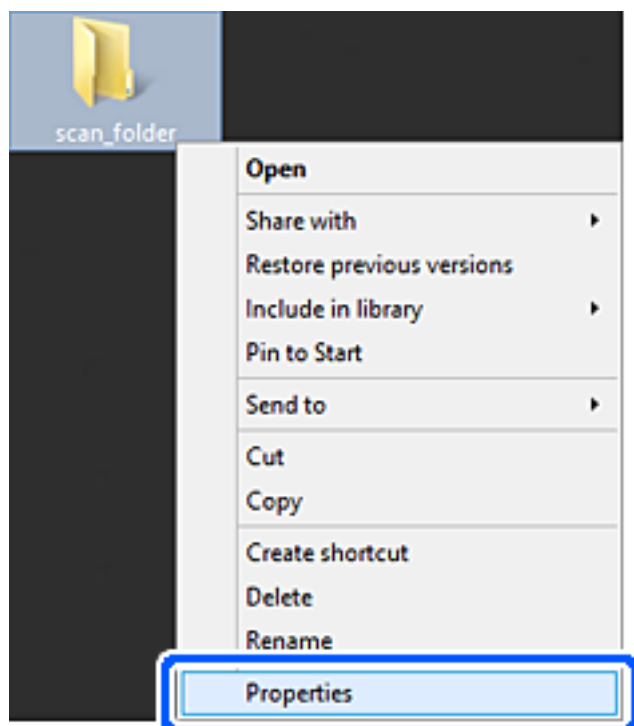 scan_folder
Open
Share with
Restore previous versions
Include in library
Pin to Start
Send to
Cut
Copy
Create shortcut
Delete
Rename
Properties